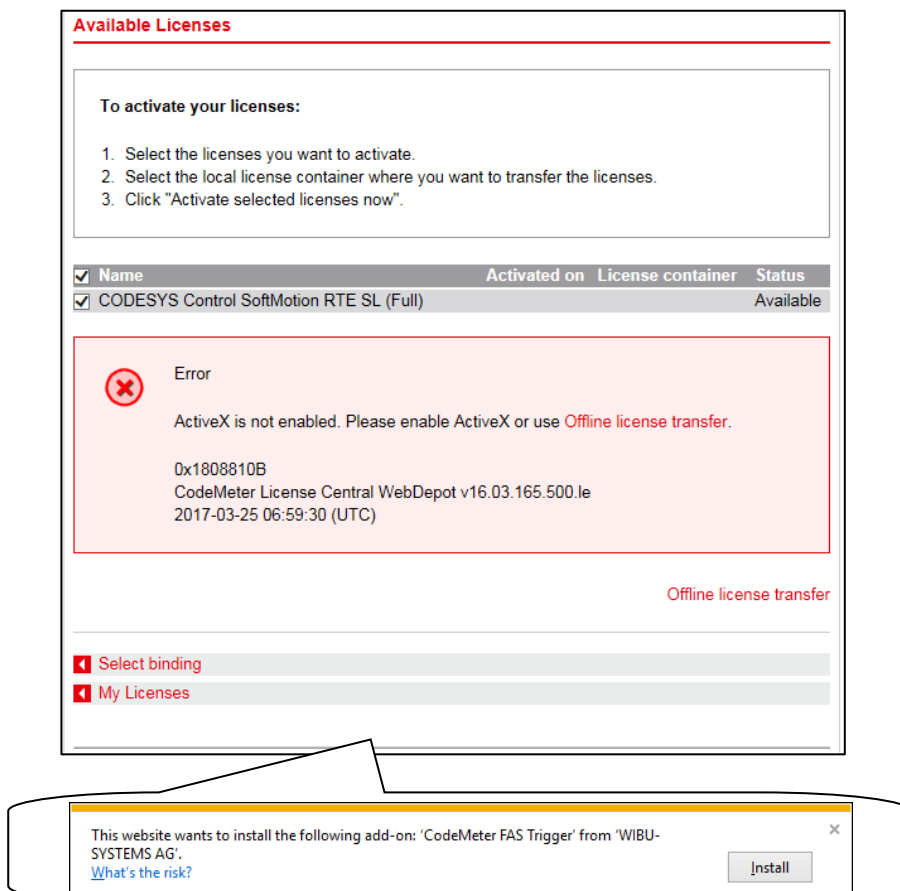 Available Licenses
To activate your licenses:
1. Select the licenses you want to activate.
2. Select the local license container where you want to transfer the licenses.
3. Click "Activate selected licenses now".
Name Activated on License container Status
CODESYS Control SoftMotion RTE SL (Full) Available
Error
ActiveX is not enabled. Please enable ActiveX or use Offline license transfer.
0x1808810B
CodeMeter License Central WebDepot v16.03.165.500.le
2017-03-25 06:59:30 (UTC)
Offline license transfer
Select binding
My Licenses
This website wants to install the following add-on: 'CodeMeter FAS Trigger' from 'WIBU-
SYSTEMS AG'.
What's the risk?
Install